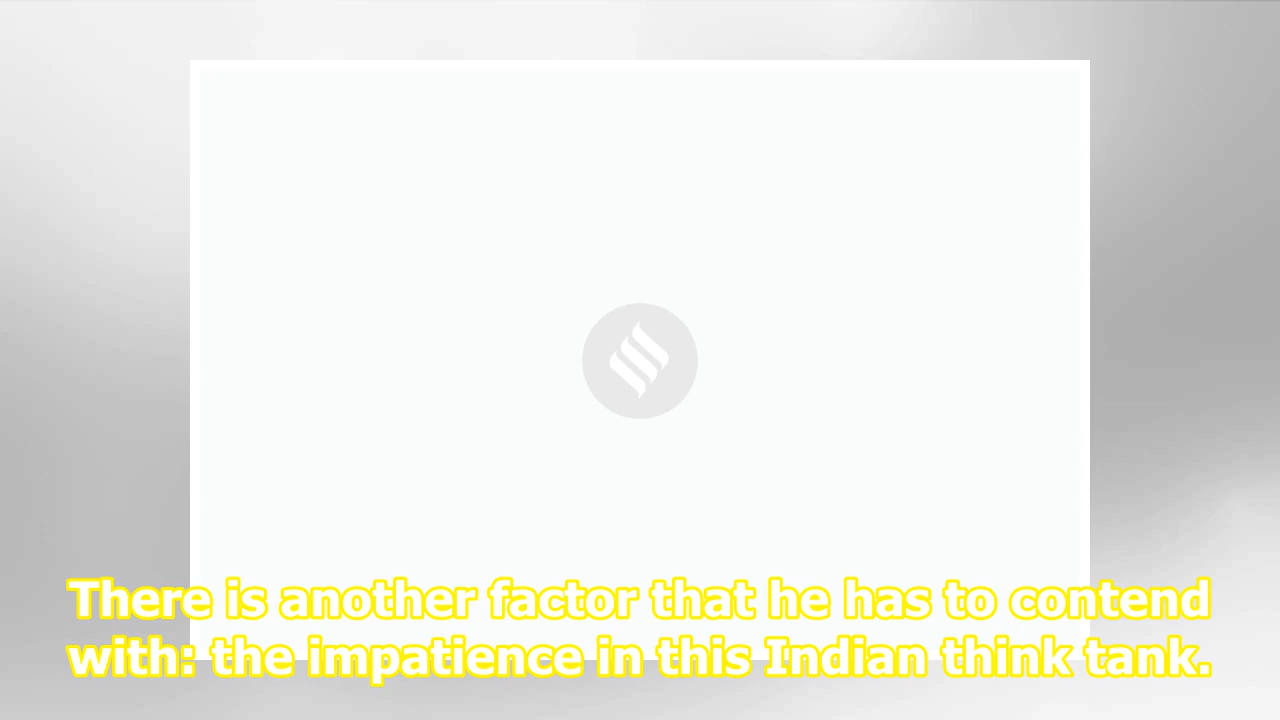 There is another factor that he has to contend
with: the impatience in this Indian think tank.